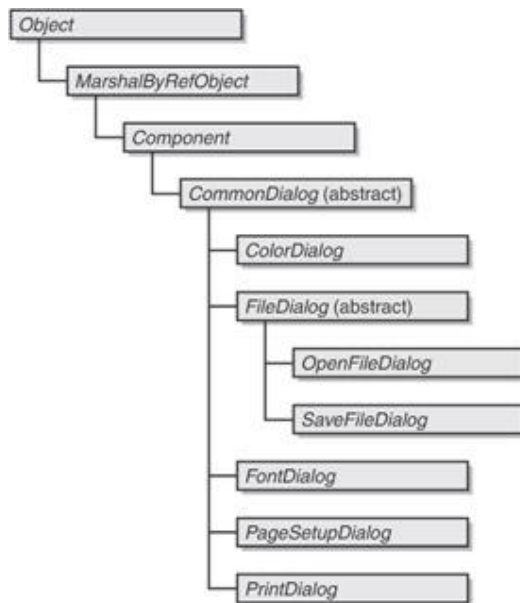 Object
MarshalByRefObject
Component
CommonDialog (abstract)
ColorDialog
FileDialog (abstract)
OpenFileDialog
SaveFileDialog
FontDialog
PageSetupDialog
PrintDialog